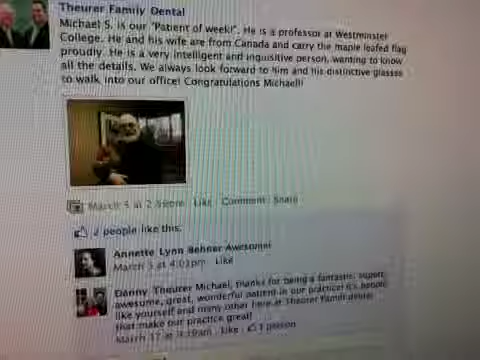 Theurer Family Dental
Michael S. is our "Patient of week!". He is a professor at Westminster
College. He and his wife are from Canada and carry the maple leafed flag
proudly. He is a very intelligent and inquisitive person, wanting to know
all the details. We always look forward to him and his distinctive glasses
to walk into our office! Congratulations Michael!!
March 5 at 2:59pm · Like · Comment · Share
2 people like this.
Annette Lynn Behner Awesomn!
March 5 at 4:03pm · Like
Danny Theurer Michael, thanks for being a fantastic, super,
awesome, great, wonderful patient in our practice! It's people
like yourself and many other here at Theurer Family dental
that make our practice great!
March 17 at 9:19am · Like · 1 person